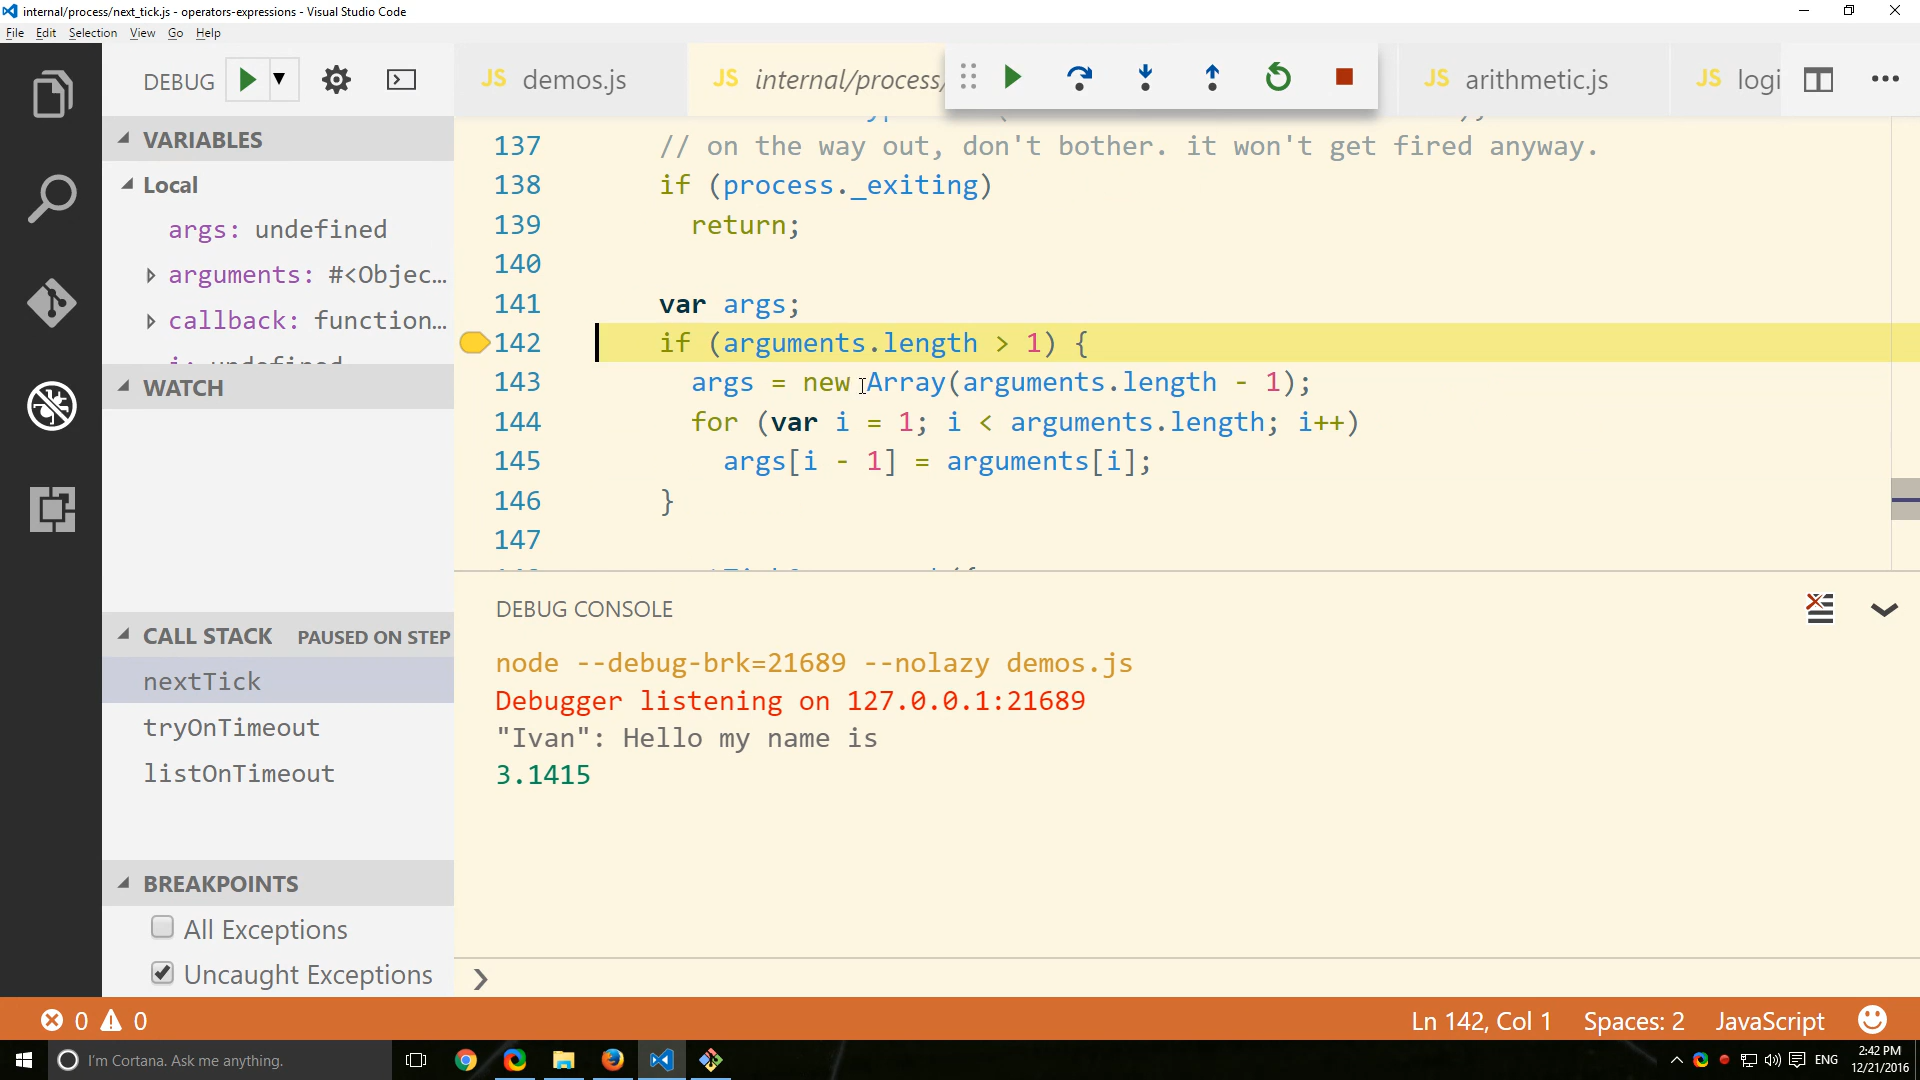 internal/process/next_tick.js - operators-expressions - Visual Studio Code
File Edit Selection View Go Help
DEBUG
JS demos.js
JS internal/process/
JS arithmetic.js
JS logi
VARIABLES
Local
args: undefined
arguments: #<Objec...
callback: function...
i: undefined
WATCH
CALL STACK PAUSED ON STEP
nextTick
tryOnTimeout
listOnTimeout
BREAKPOINTS
All Exceptions
Uncaught Exceptions
137 // on the way out, don't bother. it won't get fired anyway.
138 if (process._exiting)
139 return;
140
141 var args;
142 if (arguments.length > 1) {
143 args = new Array(arguments.length - 1);
144 for (var i = 1; i < arguments.length; i++)
145 args[i - 1] = arguments[i];
146 }
147
DEBUG CONSOLE
node --debug-brk=21689 --nolazy demos.js
Debugger listening on 127.0.0.1:21689
"Ivan": Hello my name is
3.1415
0 0
Ln 142, Col 1 Spaces: 2 JavaScript
I'm Cortana. Ask me anything.
ENG
2:42 PM
12/21/2016